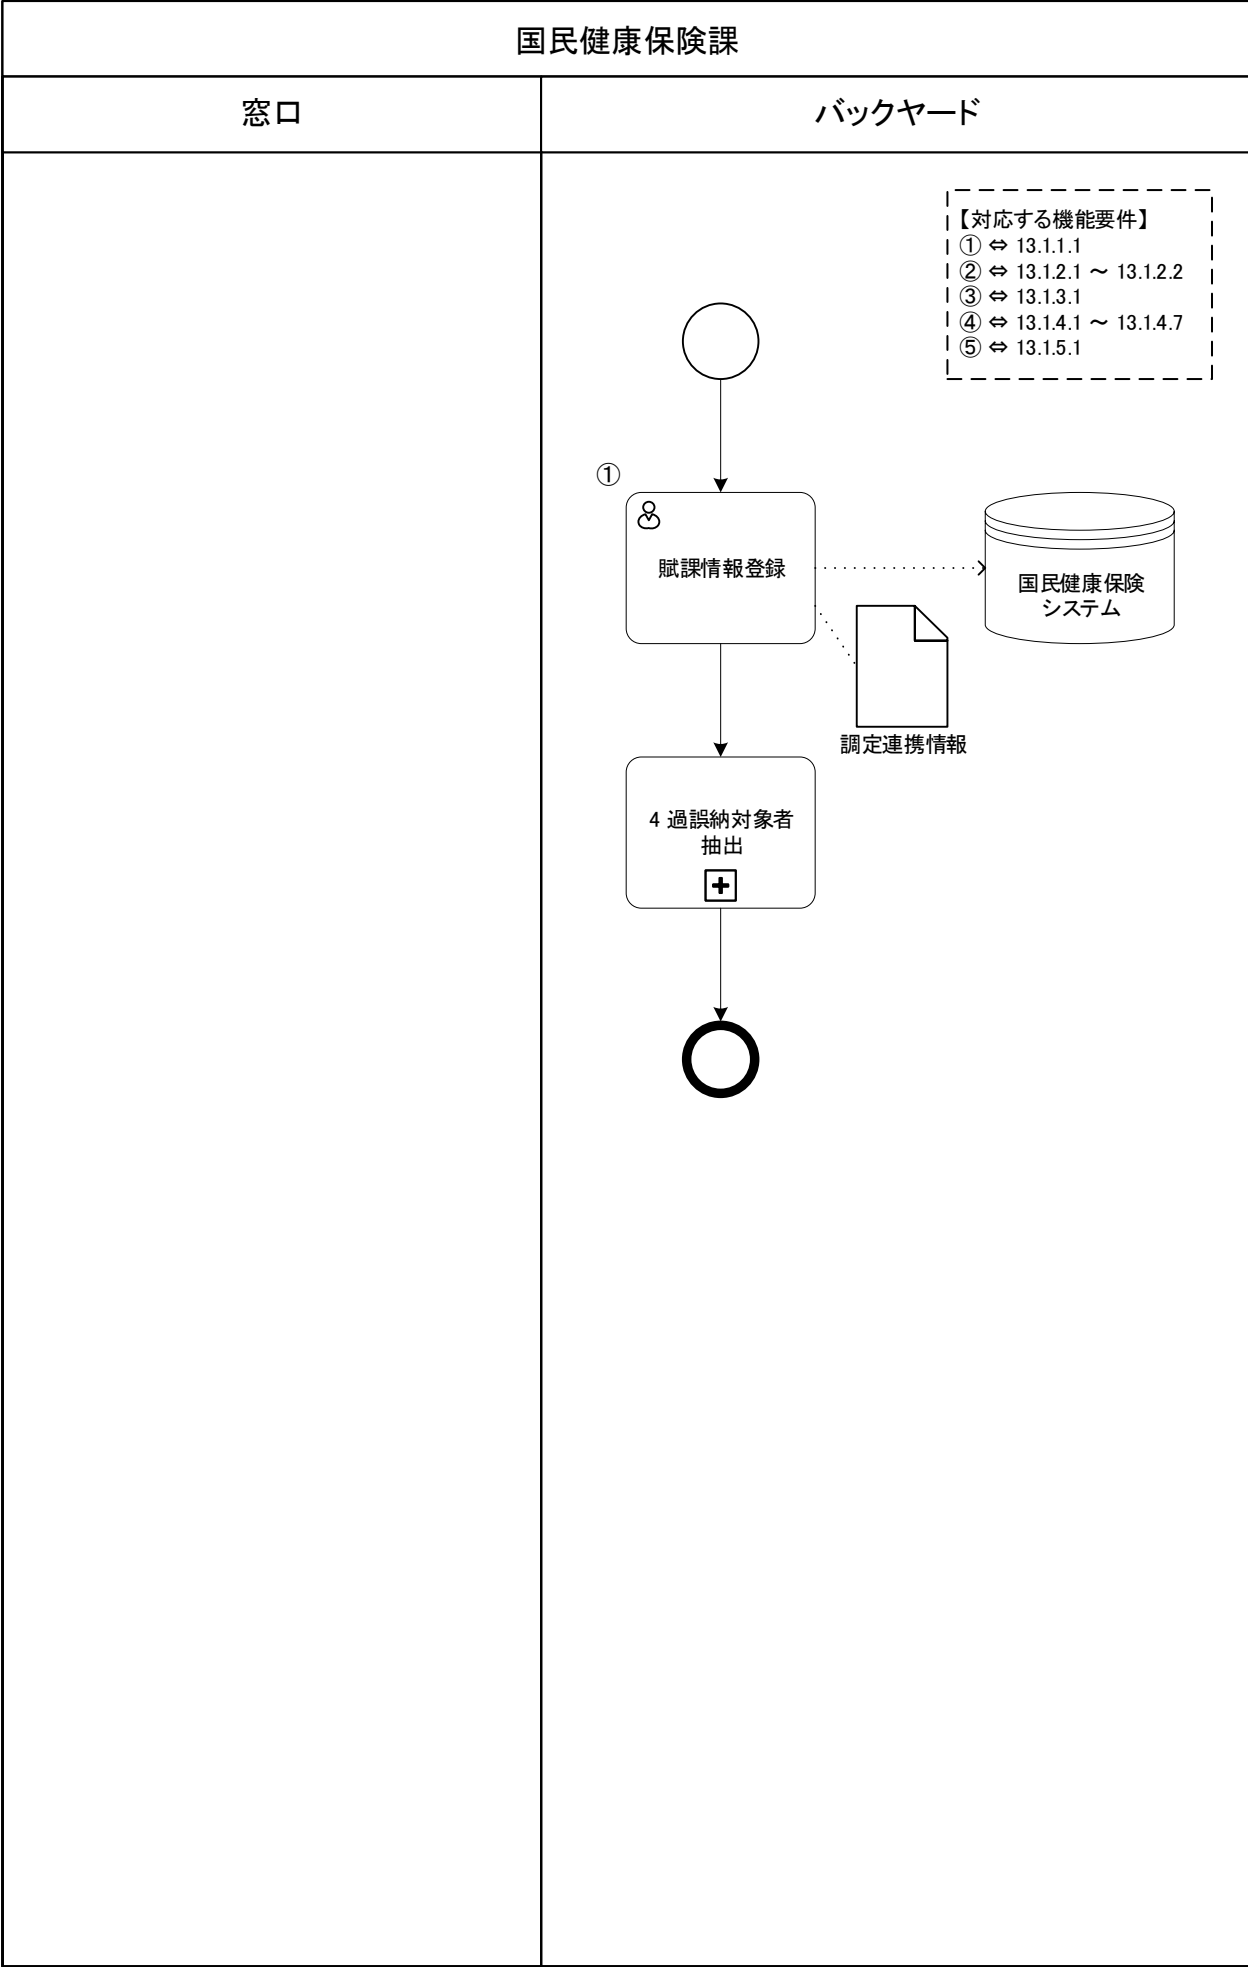 国民健康保険課
窓口
バックヤード
【対応する機能要件】
① ⇔ 13.1.1.1
② ⇔ 13.1.2.1 ～ 13.1.2.2
③ ⇔ 13.1.3.1
④ ⇔ 13.1.4.1 ～ 13.1.4.7
⑤ ⇔ 13.1.5.1
①
賦課情報登録
国民健康保険
システム
調定連携情報
4 過誤納対象者
抽出